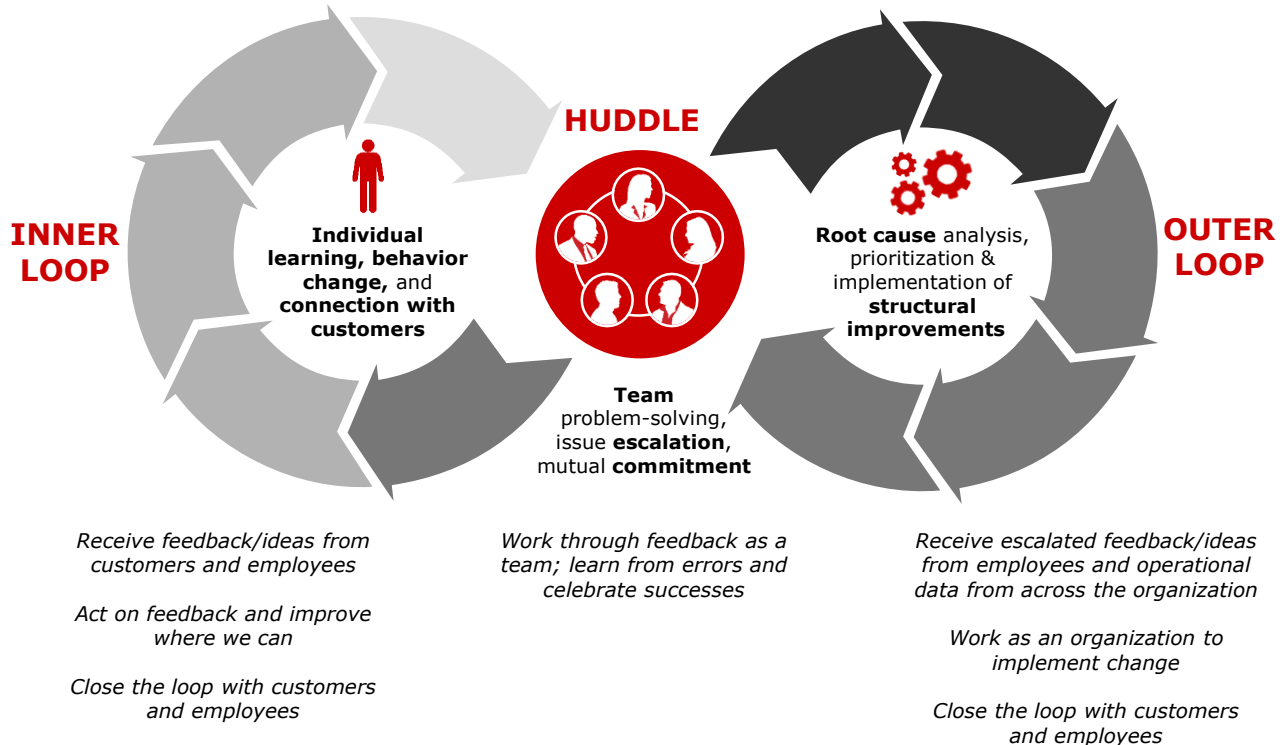 HUDDLE
INNER
LOOP
Individual
learning, behavior
change, and
connection with
customers
Root cause analysis,
prioritization &
implementation of
structural
improvements
OUTER
LOOP
Team
problem-solving,
issue escalation,
mutual commitment
Receive feedback/ideas from
customers and employees
Act on feedback and improve
where we can
Close the loop with customers
and employees
Work through feedback as a
team; learn from errors and
celebrate successes
Receive escalated feedback/ideas
from employees and operational
data from across the organization
Work as an organization to
implement change
Close the loop with customers
and employees